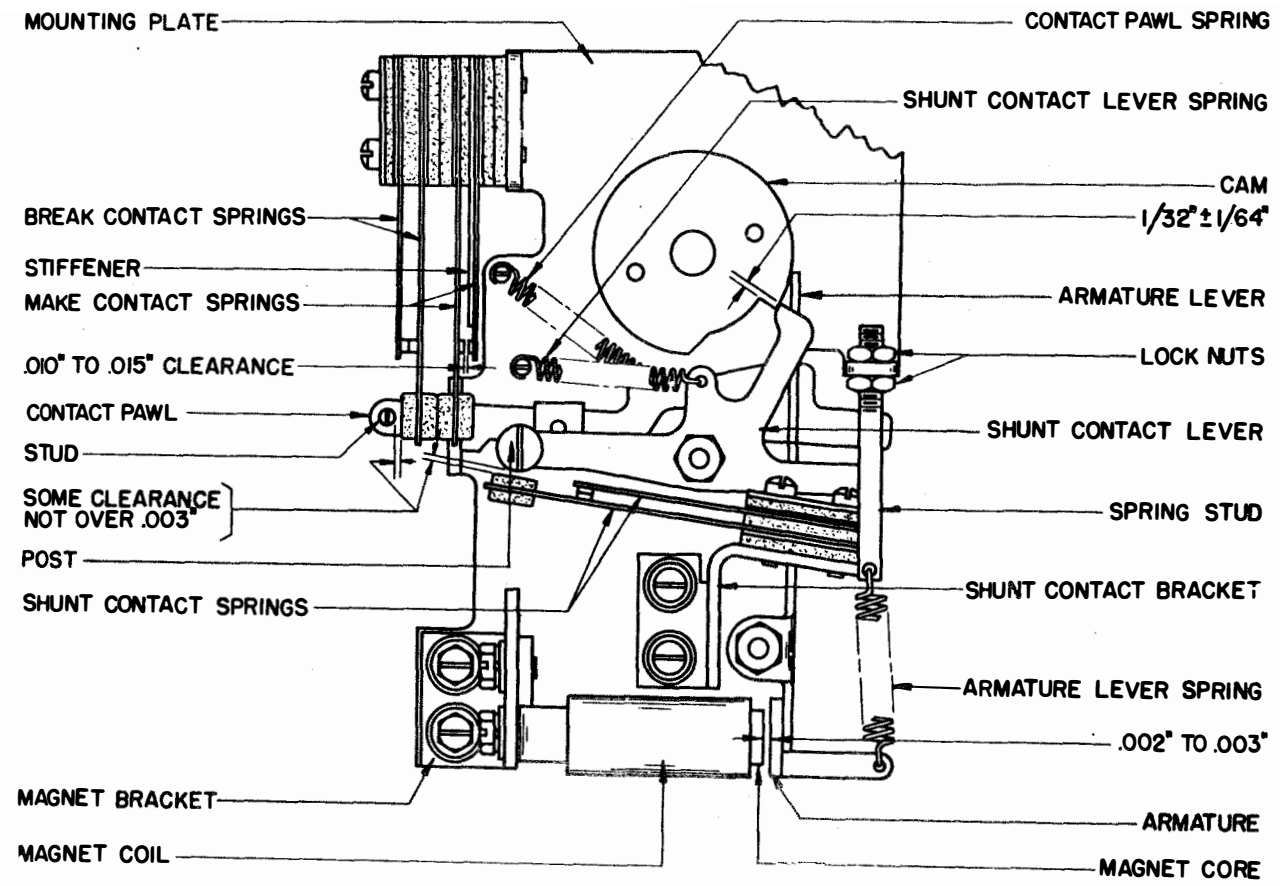 MOUNTING PLATE
BREAK CONTACT SPRINGS
STIFFENER
MAKE CONTACT SPRINGS
.010" TO .015" CLEARANCE
CONTACT PAWL
STUD
SOME CLEARANCE
NOT OVER .003"
POST
SHUNT CONTACT SPRINGS
MAGNET BRACKET
MAGNET COIL
CONTACT PAWL SPRING
SHUNT CONTACT LEVER SPRING
CAM
1/32"±1/64"
ARMATURE LEVER
LOCK NUTS
SHUNT CONTACT LEVER
SPRING STUD
SHUNT CONTACT BRACKET
ARMATURE LEVER SPRING
.002" TO .003"
ARMATURE
MAGNET CORE